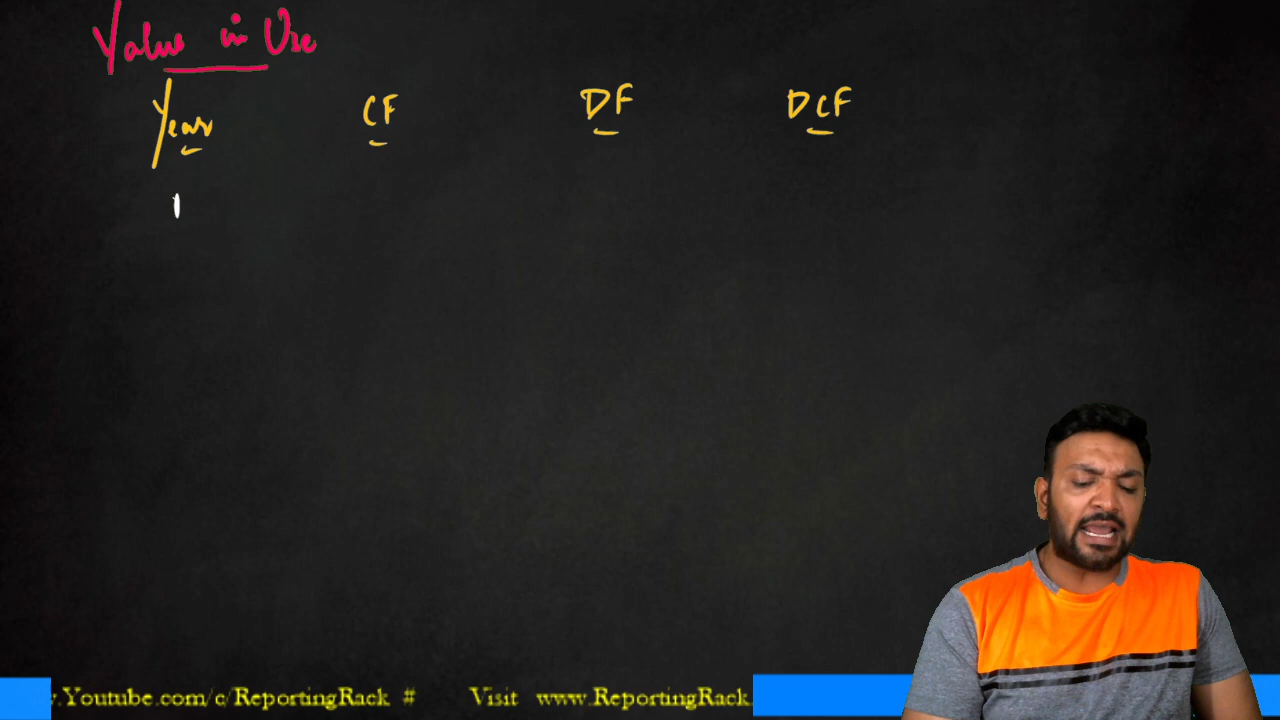 Value in Use
Year CF DF DCF
1
.Youtube.com/c/ReportingRack # Visit www.ReportingRack.